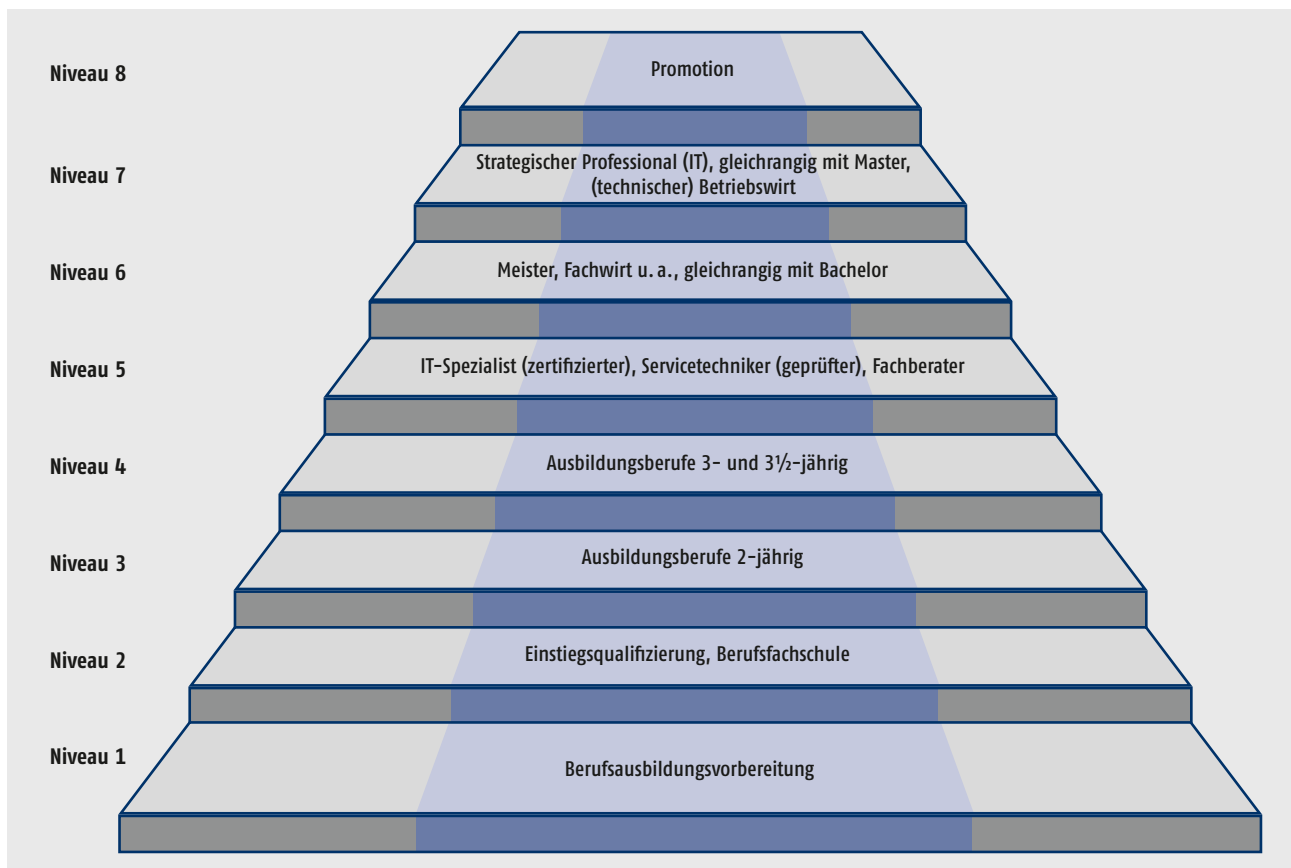 Niveau 8
Promotion
Niveau 7
Strategischer Professional (IT), gleichrangig mit Master,
(technischer) Betriebswirt
Niveau 6
Meister, Fachwirt u. a., gleichrangig mit Bachelor
Niveau 5
IT-Spezialist (zertifizierter), Servicetechniker (geprüfter), Fachberater
Niveau 4
Ausbildungsberufe 3- und 3½-jährig
Niveau 3
Ausbildungsberufe 2-jährig
Niveau 2
Einstiegsqualifizierung, Berufsfachschule
Niveau 1
Berufsausbildungsvorbereitung